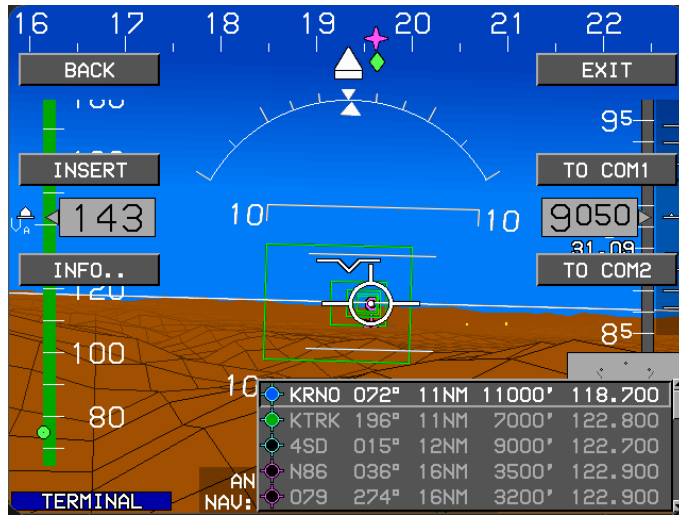 16 17 18 19 20 21 22
BACK EXIT
95
INSERT TO COM1
143 10 10 9050
V A
31.09
INFO.. TO COM2
120
85
100
10 KRNO 072° 11NM 11000' 118.700
80 KTRK 196° 11NM 7000' 122.800
4SD 015° 12NM 9000' 122.700
AN N86 036° 16NM 3500' 122.900
TERMINAL NAV: O79 274° 16NM 3200' 122.900